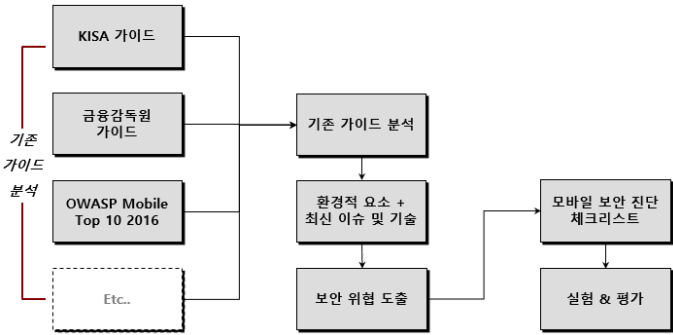 기존
가이드
분석
KISA 가이드
금융감독원
가이드
OWASP Mobile
Top 10 2016
Etc..
기존 가이드 분석
환경적 요소 +
최신 이슈 및 기술
보안 위협 도출
모바일 보안 진단
체크리스트
실험 & 평가